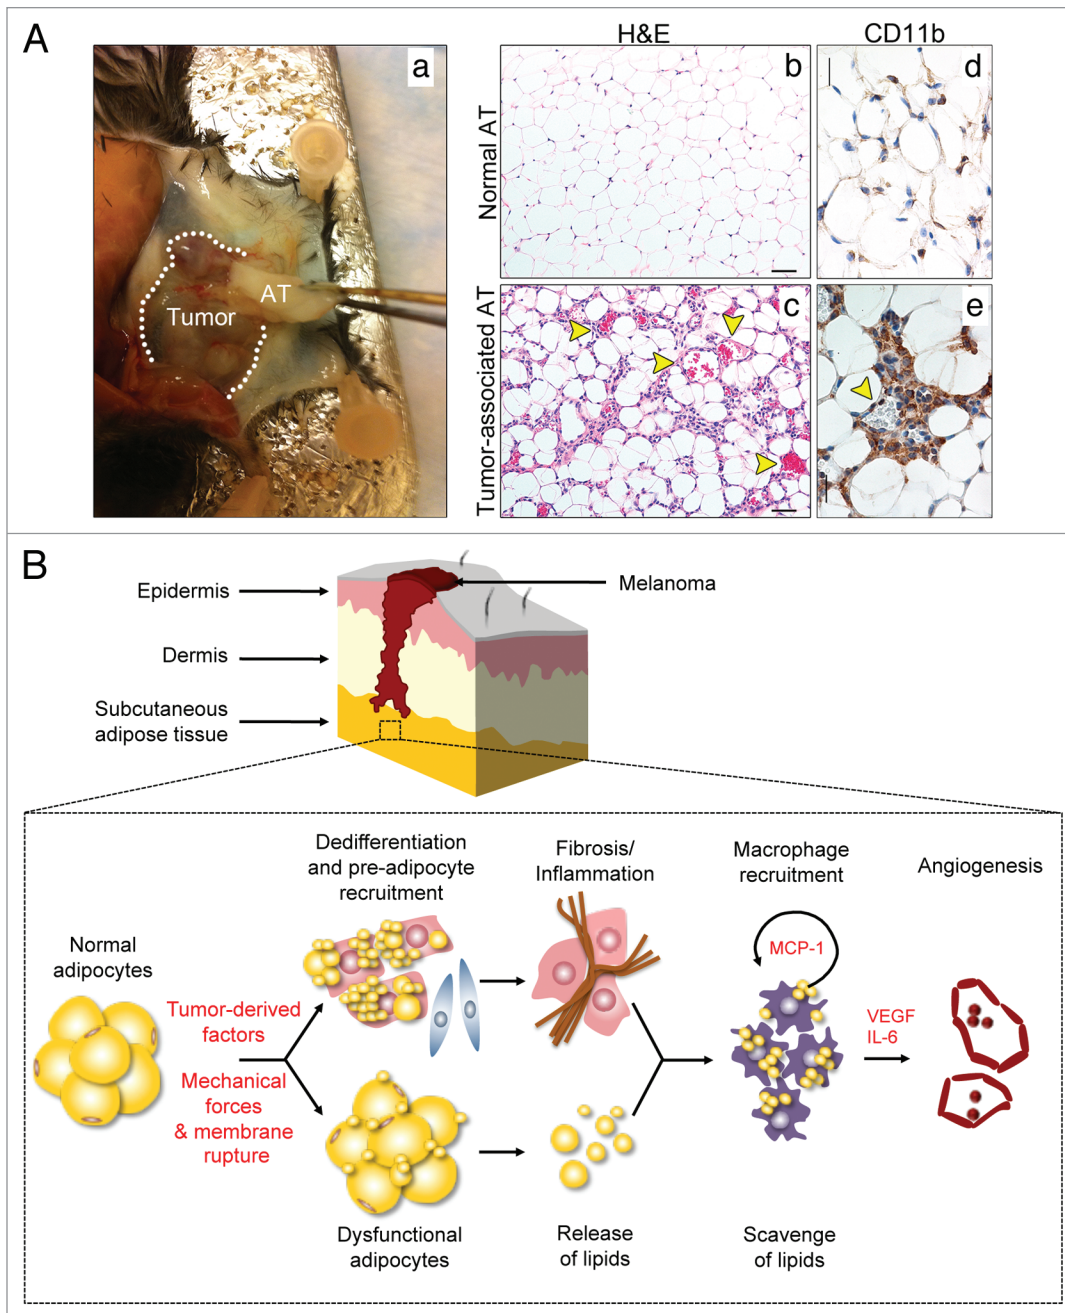 A
a
Tumor
AT
H&E
CD11b
Normal AT
b
d
Tumor-associated AT
c
e
B
Epidermis
Melanoma
Dermis
Subcutaneous
adipose tissue
Dedifferentiation
and pre-adipocyte
recruitment
Fibrosis/
Inflammation
Macrophage
recruitment
Angiogenesis
Normal
adipocytes
MCP-1
Tumor-derived
factors
VEGF
IL-6
Mechanical
forces
& membrane
rupture
Dysfunctional
adipocytes
Release
of lipids
Scavenge
of lipids